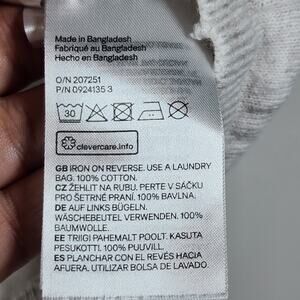 Made in Bangladesh
Fabriqué au Bangladesh
Hecho en Bangladesh
O/N 207251
P/N 0924135 3
30
clevercare.info
GB IRON ON REVERSE. USE A LAUNDRY
BAG. 100% COTTON.
CZ ŽEHLIT NA RUBU. PERTE V SÁČKU
PRO ŠETRNÉ PRANÍ. 100% BAVLNA.
DE AUF LINKS BÜGELN.
WÄSCHEBEUTEL VERWENDEN. 100%
BAUMWOLLE.
EE TRIIGI PAHEMALT POOLT. KASUTA
PESUKOTTI. 100% PUUVILL.
ES PLANCHAR CON EL REVÉS HACIA
AFUERA. UTILIZAR BOLSA DE LAVADO.